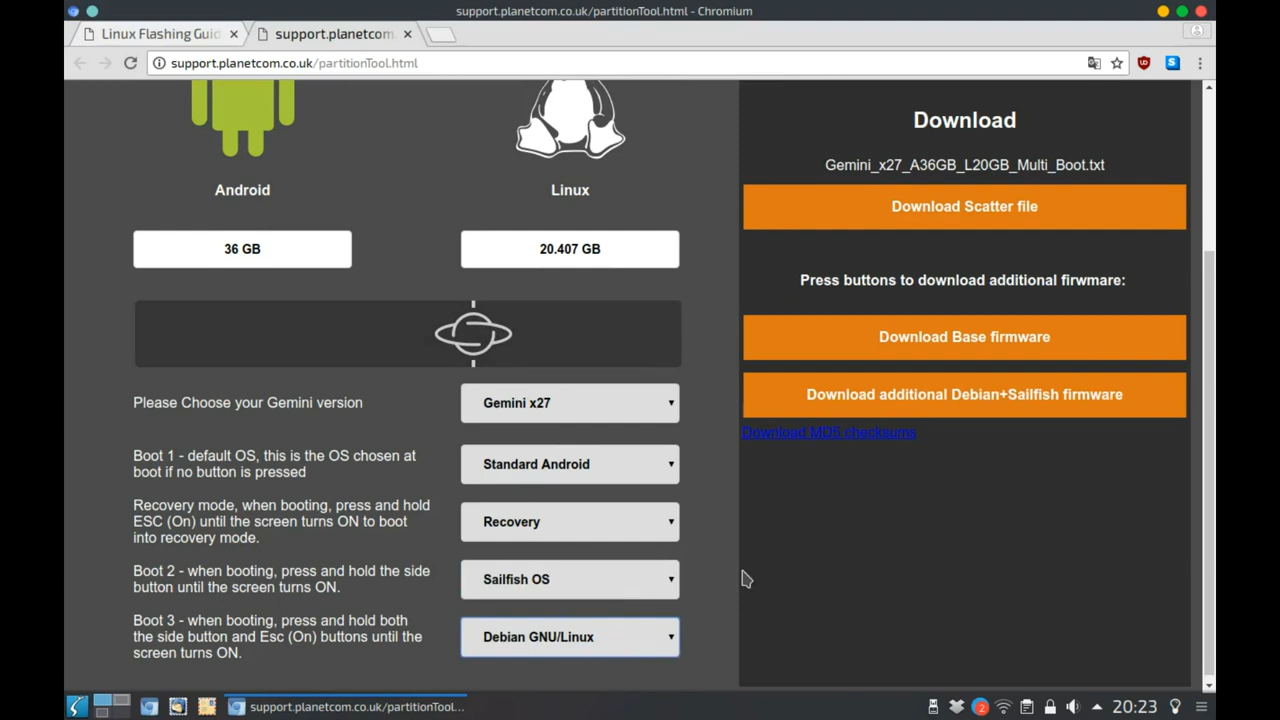 support.planetcom.co.uk/partitionTool.html - Chromium
Linux Flashing Guid
support.planetcom.
support.planetcom.co.uk/partitionTool.html
Android
Linux
36 GB
20.407 GB
Please Choose your Gemini version
Gemini x27
Boot 1 - default OS, this is the OS chosen at
boot if no button is pressed
Standard Android
Recovery mode, when booting, press and hold
ESC (On) until the screen turns ON to boot
into recovery mode.
Recovery
Boot 2 - when booting, press and hold the side
button until the screen turns ON.
Sailfish OS
Boot 3 - when booting, press and hold both
the side button and Esc (On) buttons until the
screen turns ON.
Debian GNU/Linux
Download
Gemini_x27_A36GB_L20GB_Multi_Boot.txt
Download Scatter file
Press buttons to download additional firwmare:
Download Base firmware
Download additional Debian+Sailfish firmware
Download MD5 checksums
support.planetcom.co.uk/partitionTool...
2
20:23